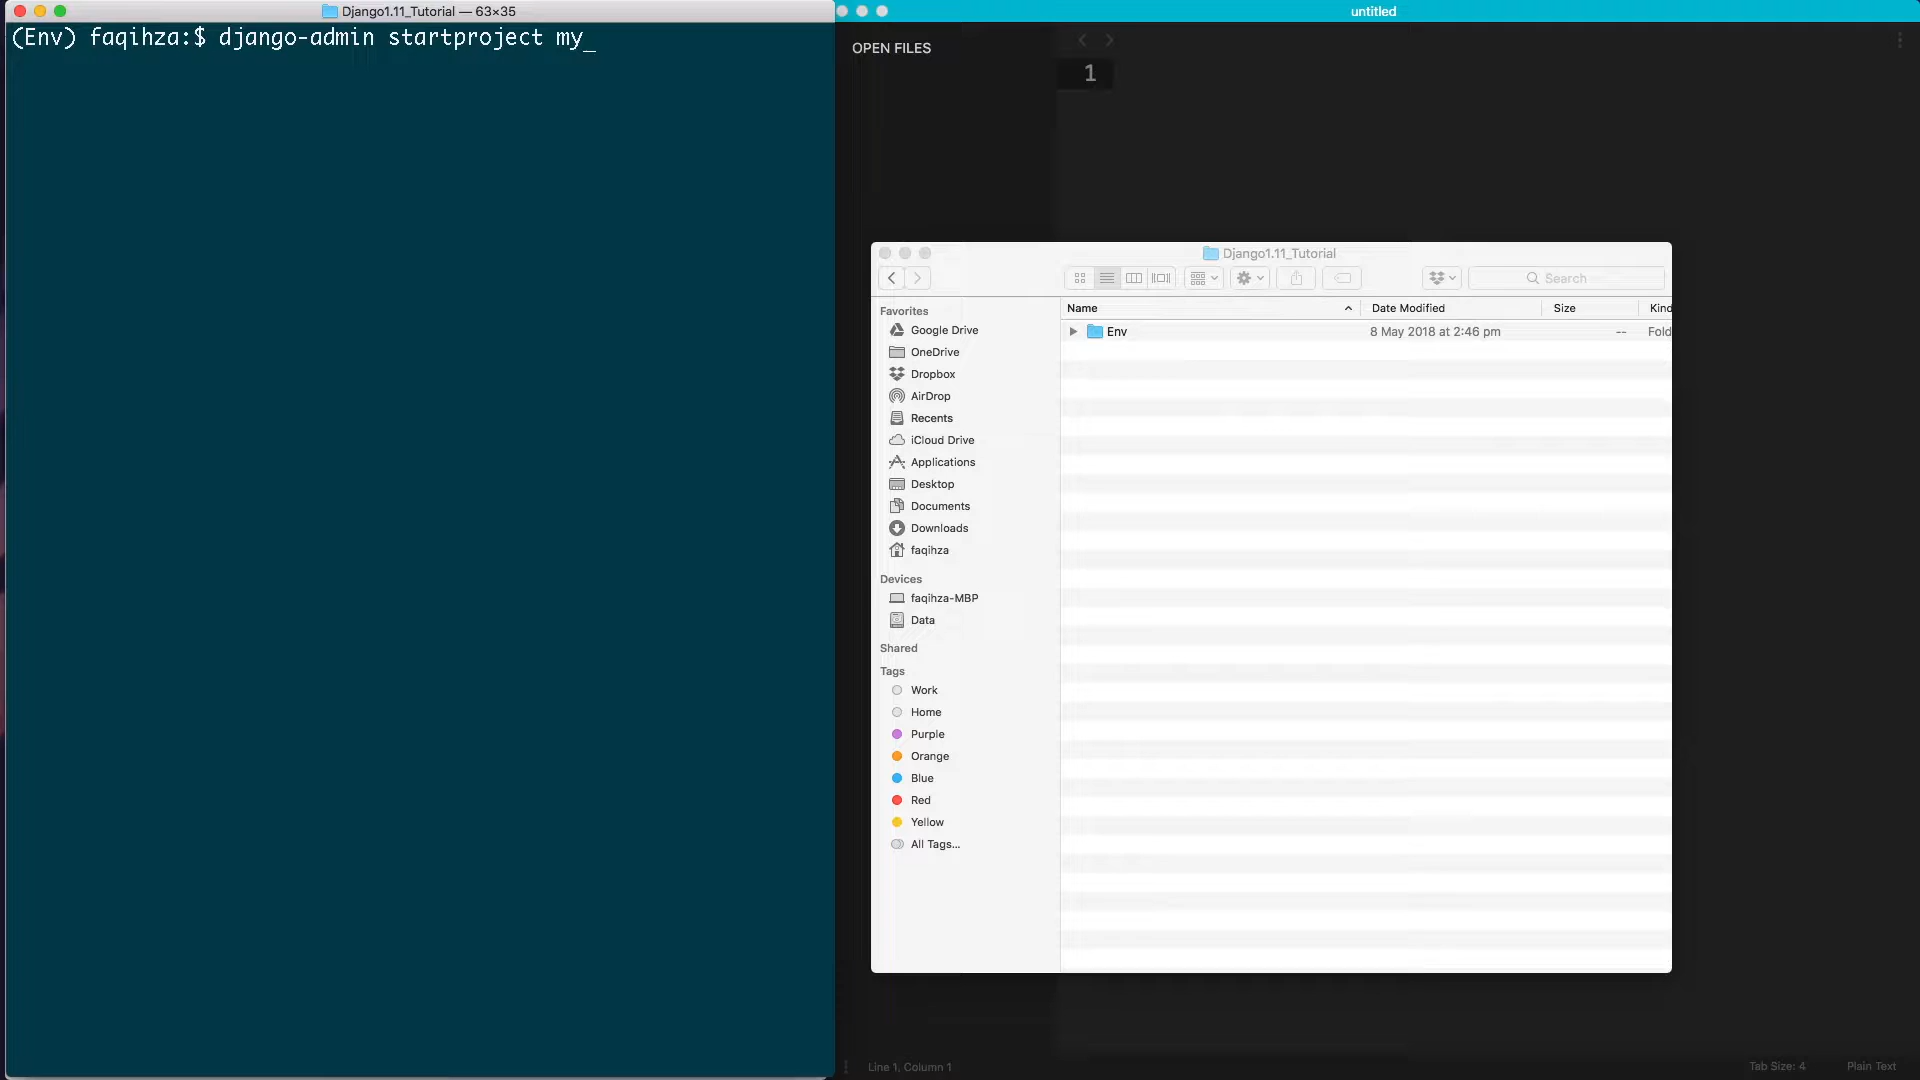 Django1.11_Tutorial — 63×35
(Env) faqihza:$ django-admin startproject my_
untitled
OPEN FILES
1
Django1.11_Tutorial
Search
Favorites
Google Drive
OneDrive
Dropbox
AirDrop
Recents
iCloud Drive
Applications
Desktop
Documents
Downloads
faqihza
Devices
faqihza-MBP
Data
Shared
Tags
Work
Home
Purple
Orange
Blue
Red
Yellow
All Tags...
Name Date Modified Size Kind
Env 8 May 2018 at 2:46 pm -- Fold
Line 1, Column 1
Tab Size: 4 Plain Text